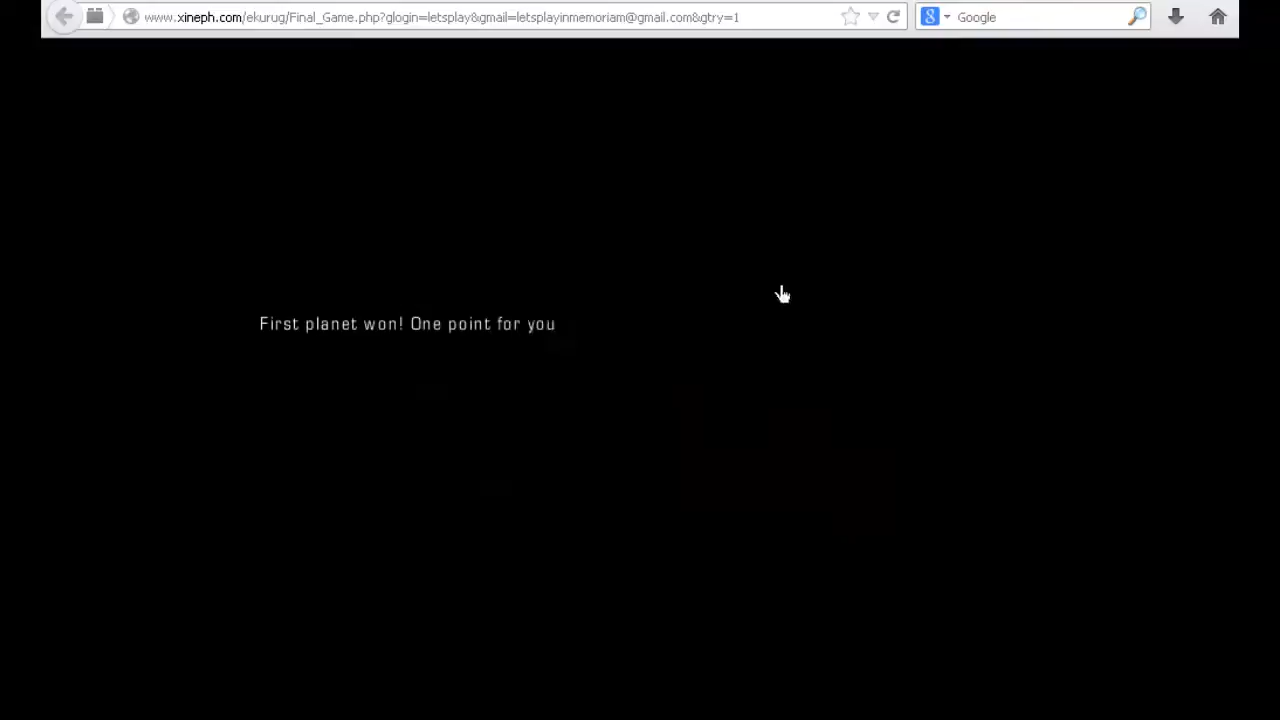 www.xineph.com/ekurug/Final_Game.php?glogin=letsplay&gmail=letsplayinmemoriam@gmail.com&gtry=1
Google
First planet won! One point for you